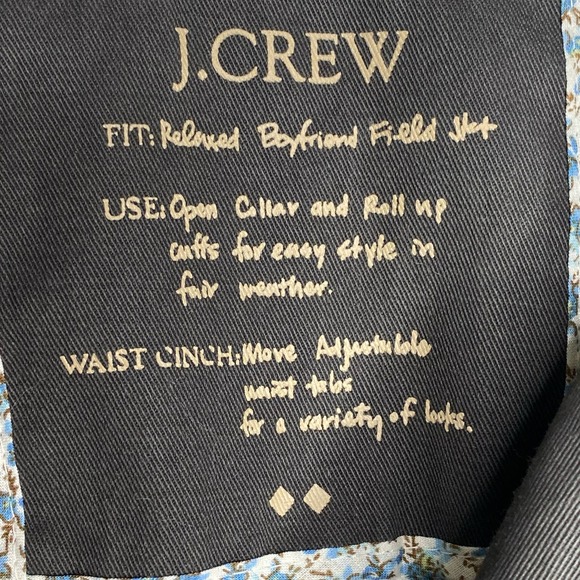 J.CREW
FIT: Relaxed Boyfriend Field Jkt
USE: Open Collar and Roll up
cuffs for easy style in
fair weather.
WAIST CINCH: Move Adjustable
waist tabs
for a variety of looks.